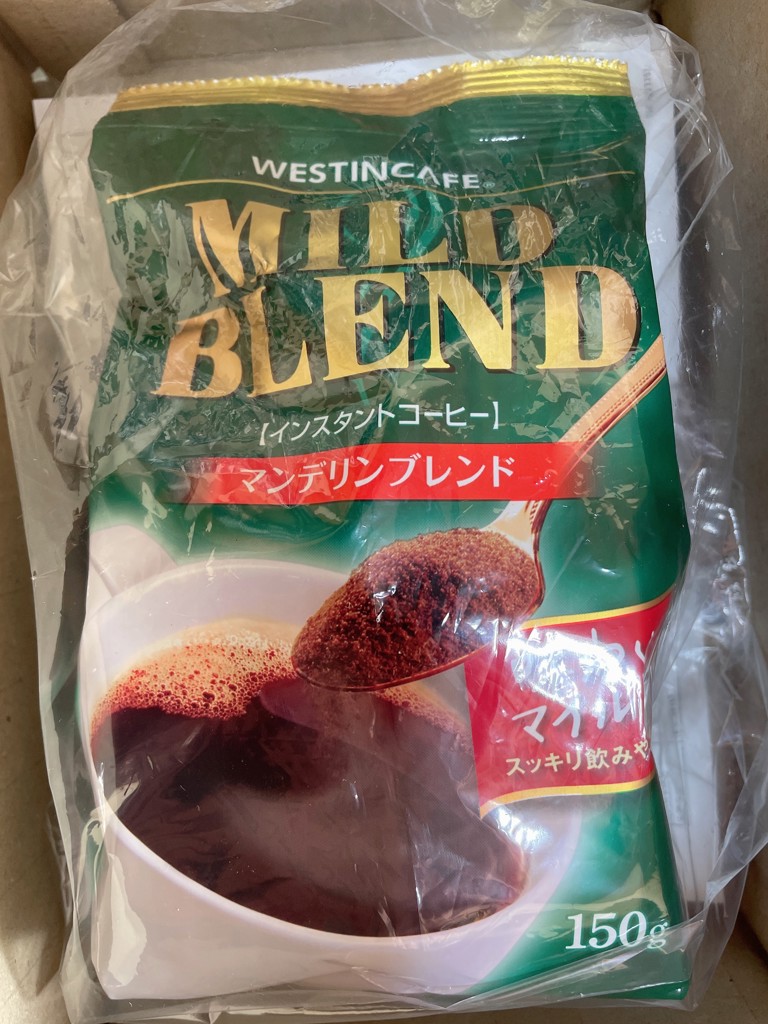 WESTINCAFE®
MILD
BLEND
【インスタントコーヒー】
マンデリンブレンド
マイル
スッキリ飲みや
150g